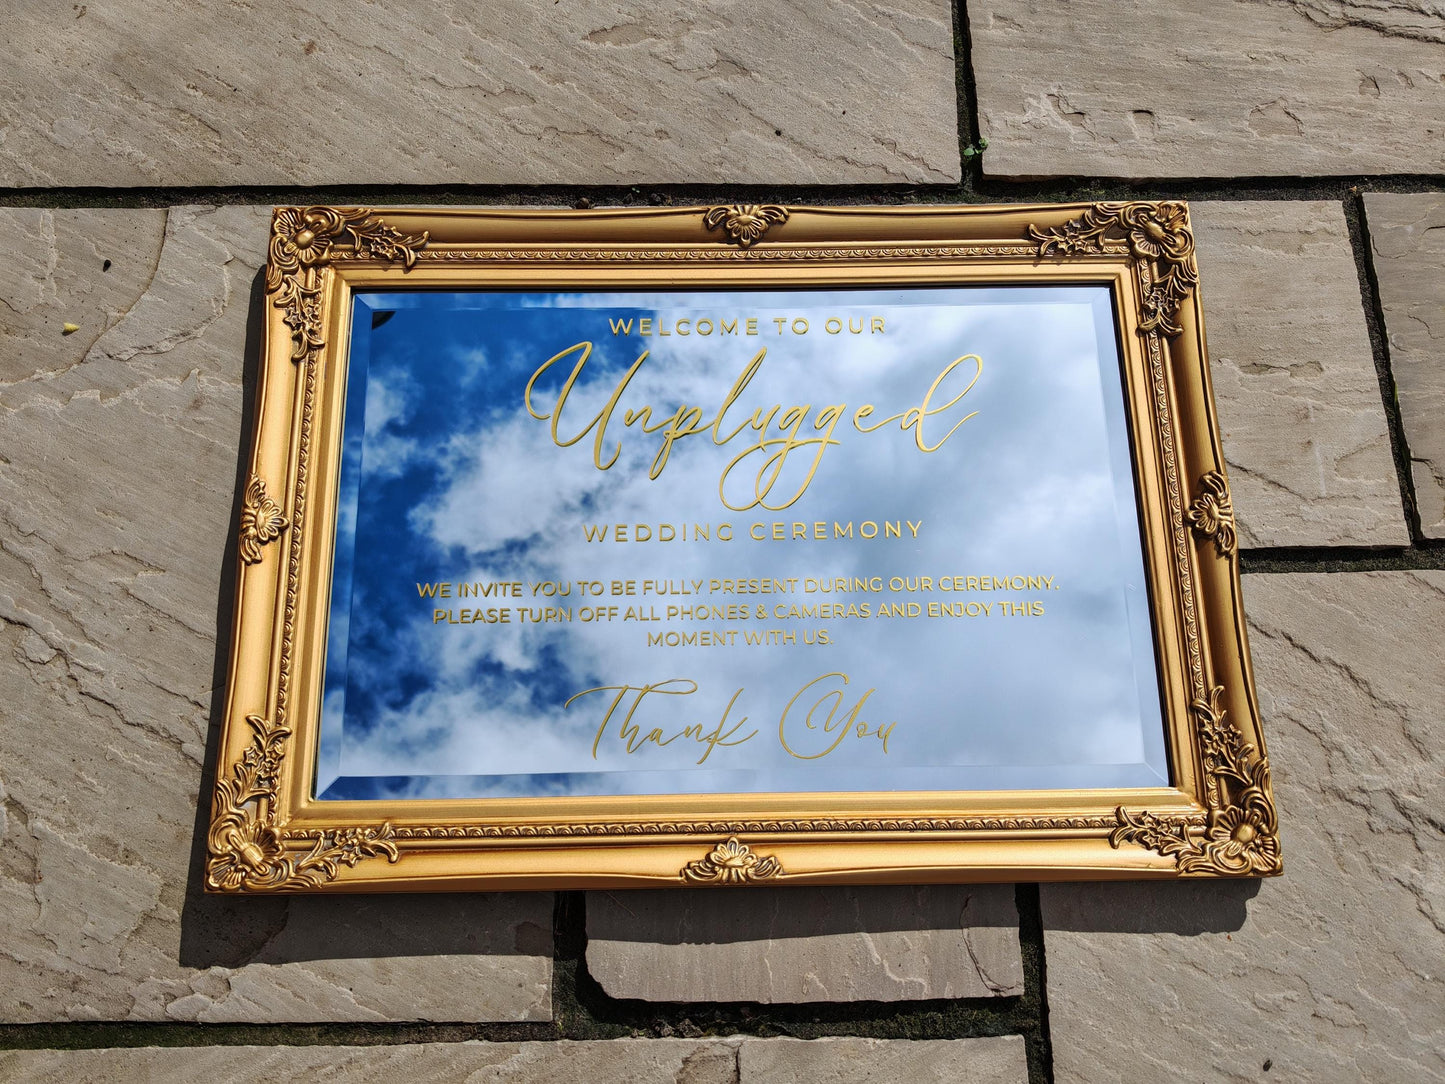 WELCOME TO OUR
Unplugged
WEDDING CEREMONY
WE INVITE YOU TO BE FULLY PRESENT DURING OUR CEREMONY.
PLEASE TURN OFF ALL PHONES & CAMERAS AND ENJOY THIS
MOMENT WITH US.
Thank You